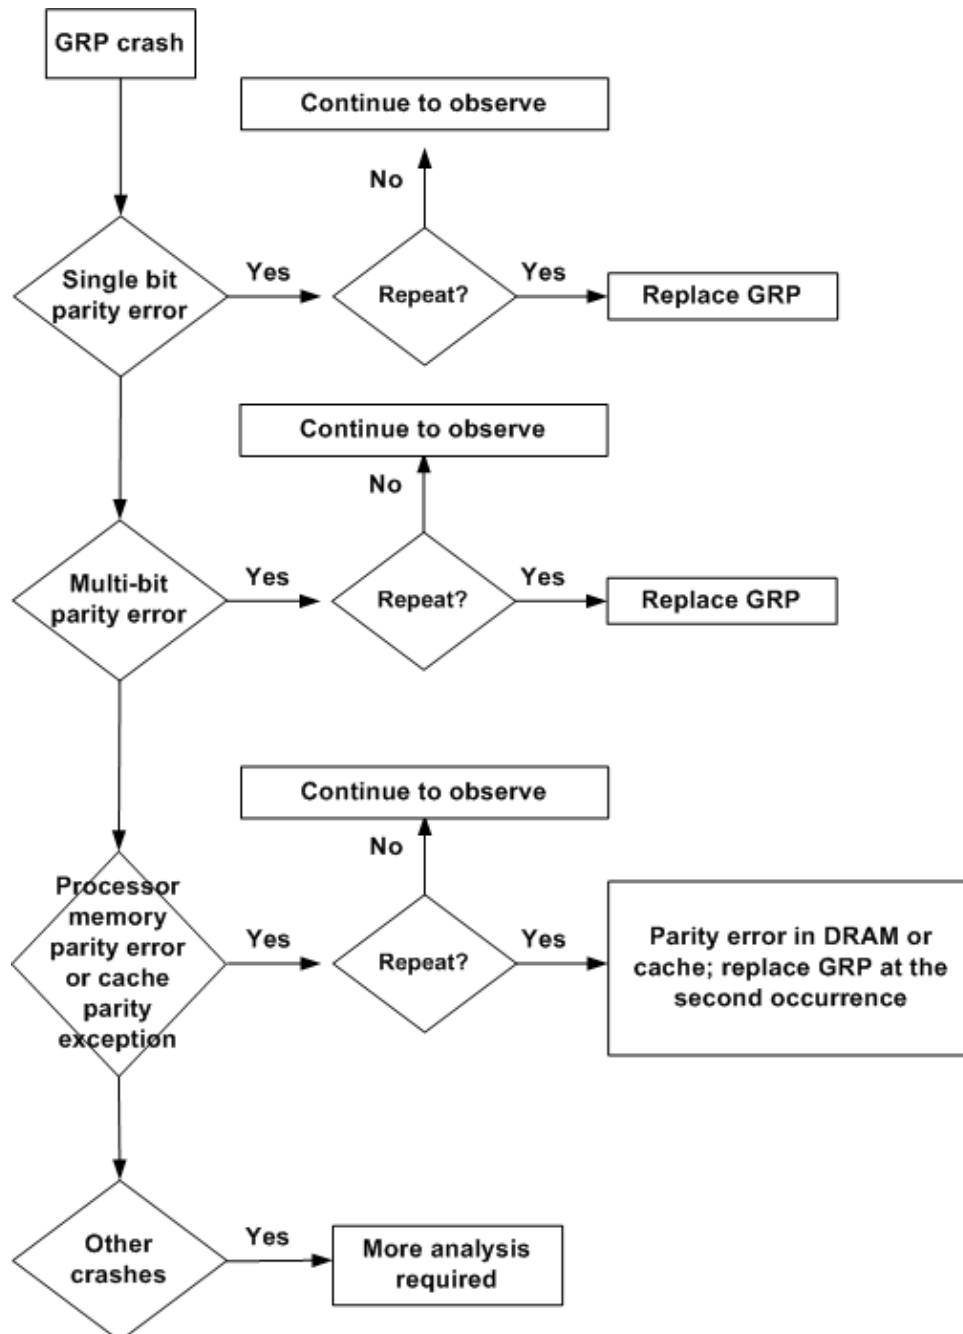 GRP crash
Continue to observe
No
Single bit
parity error
Yes
Repeat?
Yes
Replace GRP
Continue to observe
No
Multi-bit
parity error
Yes
Repeat?
Yes
Replace GRP
Continue to observe
No
Processor
memory
parity error
or cache
parity
exception
Yes
Repeat?
Yes
Parity error in DRAM or
cache; replace GRP at the
second occurrence
Other
crashes
Yes
More analysis
required